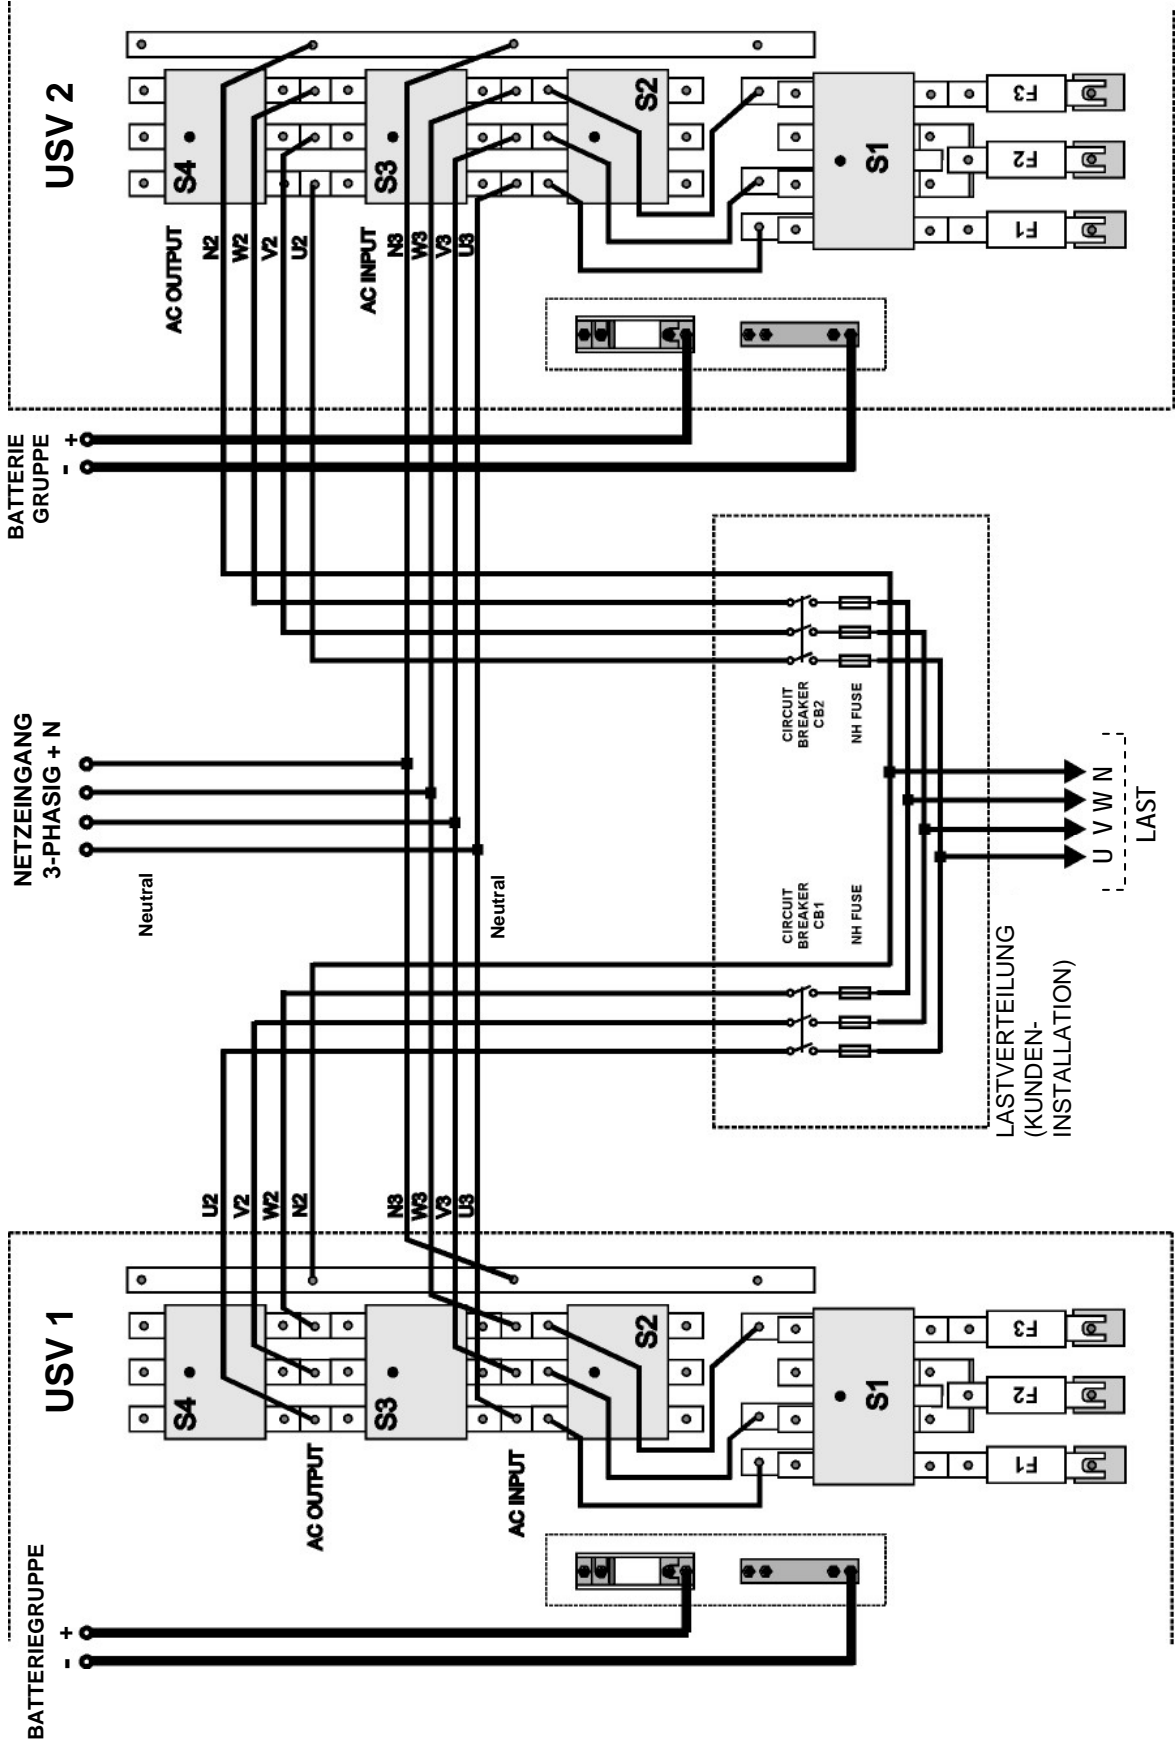 BATTERIEGRUPPE
- +
USV 1
S4
AC OUTPUT
U2
V2
W2
N2
S3
AC INPUT
N3
W3
V3
U3
S2
S1
F1
F2
F3
NETZEINGANG
3-PHASIG + N
Neutral
Neutral
CIRCUIT
BREAKER
CB1
NH FUSE
CIRCUIT
BREAKER
CB2
NH FUSE
LASTVERTEILUNG
(KUNDEN-
INSTALLATION)
U V W N
LAST
BATTERIE
GRUPPE
- +
USV 2
S4
AC OUTPUT
N2
W2
V2
U2
S3
AC INPUT
N3
W3
V3
U3
S2
S1
F1
F2
F3